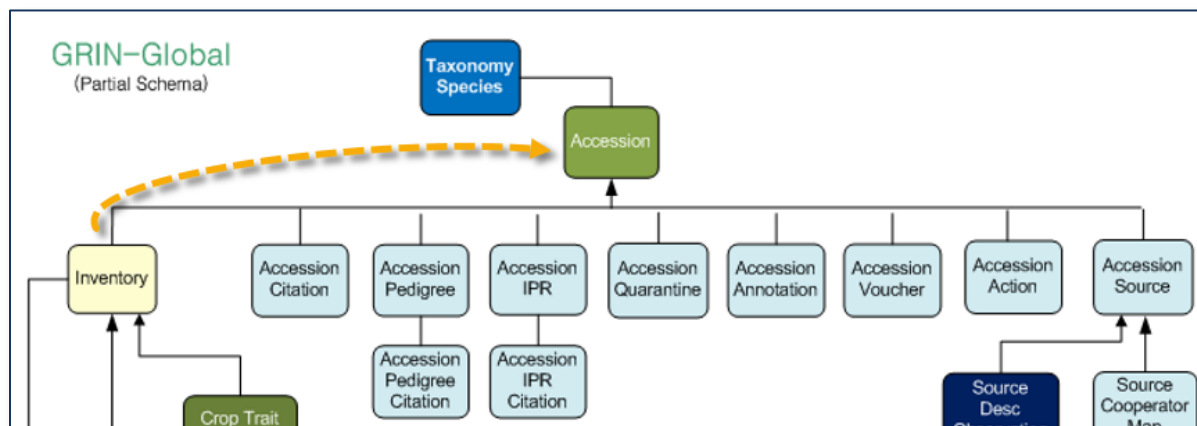 GRIN-Global
(Partial Schema)
Taxonomy
Species
Accession
Inventory
Accession
Citation
Accession
Pedigree
Accession
IPR
Accession
Quarantine
Accession
Annotation
Accession
Voucher
Accession
Action
Accession
Source
Accession
Pedigree
Citation
Accession
IPR
Citation
Crop Trait
Source
Desc
Source
Cooperator
Map